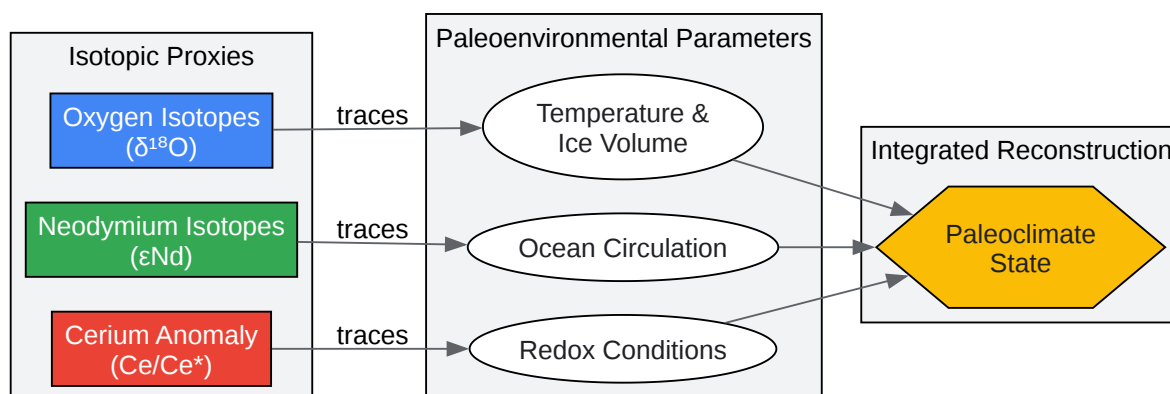 Isotopic Proxies
Oxygen Isotopes
(δ¹⁸O)
Neodymium Isotopes
(εNd)
Cerium Anomaly
(Ce/Ce*)
traces
traces
traces
Paleoenvironmental Parameters
Temperature &
Ice Volume
Ocean Circulation
Redox Conditions
Integrated Reconstruction
Paleoclimate
State